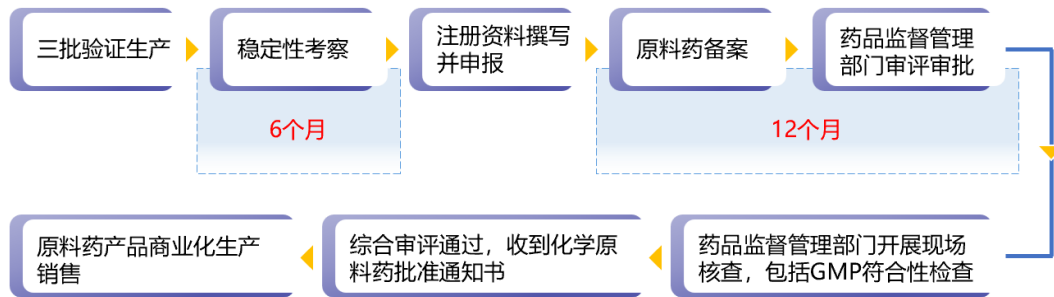 三批验证生产
稳定性考察
注册资料撰写
并申报
原料药备案
药品监督管理
部门审评审批
6个月
12个月
原料药产品商业化生产
销售
综合审评通过，收到化学原
料药批准通知书
药品监督管理部门开展现场
核查，包括GMP符合性检查